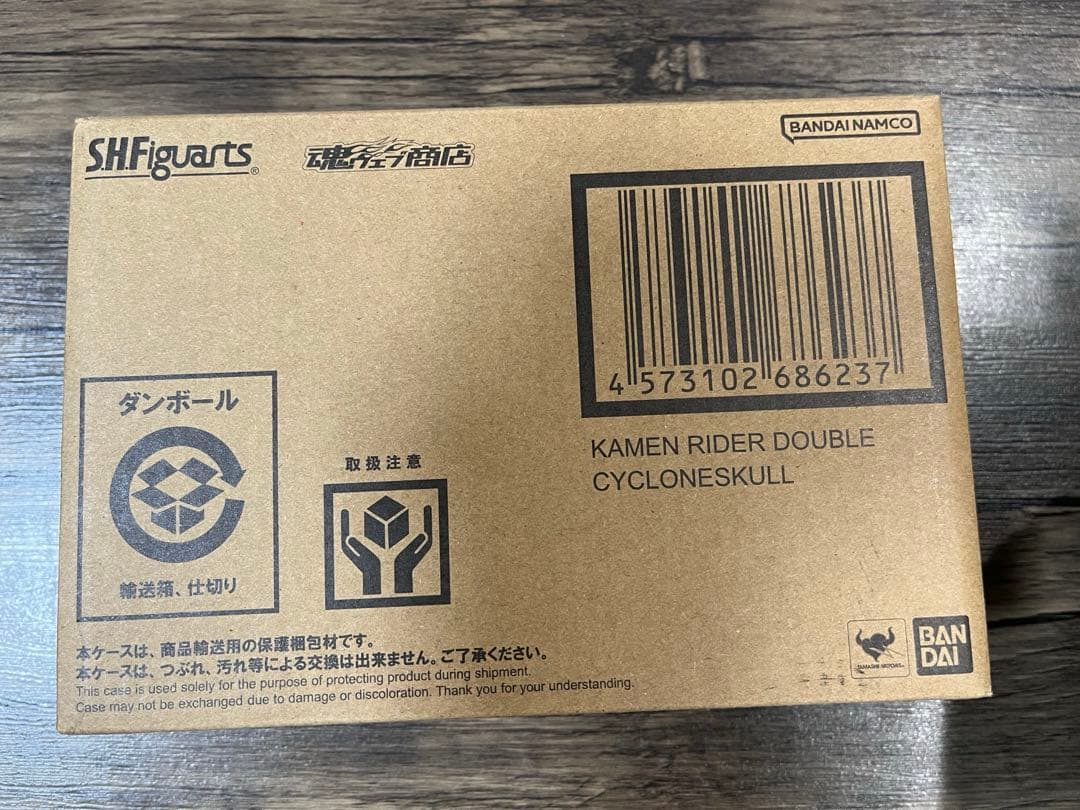 S.H.Figuarts®
魂ウェブ商店
BANDAI NAMCO
4 573102 686237
KAMEN RIDER DOUBLE
CYCLONESKULL
ダンボール
輸送箱、仕切り
取扱注意
本ケースは、商品輸送用の保護梱包材です。
本ケースは、つぶれ、汚れ等による交換は出来ません。ご了承ください。
This case is used solely for the purpose of protecting product during shipment.
Case may not be exchanged due to damage or discoloration. Thank you for your understanding.
BAN
DAI